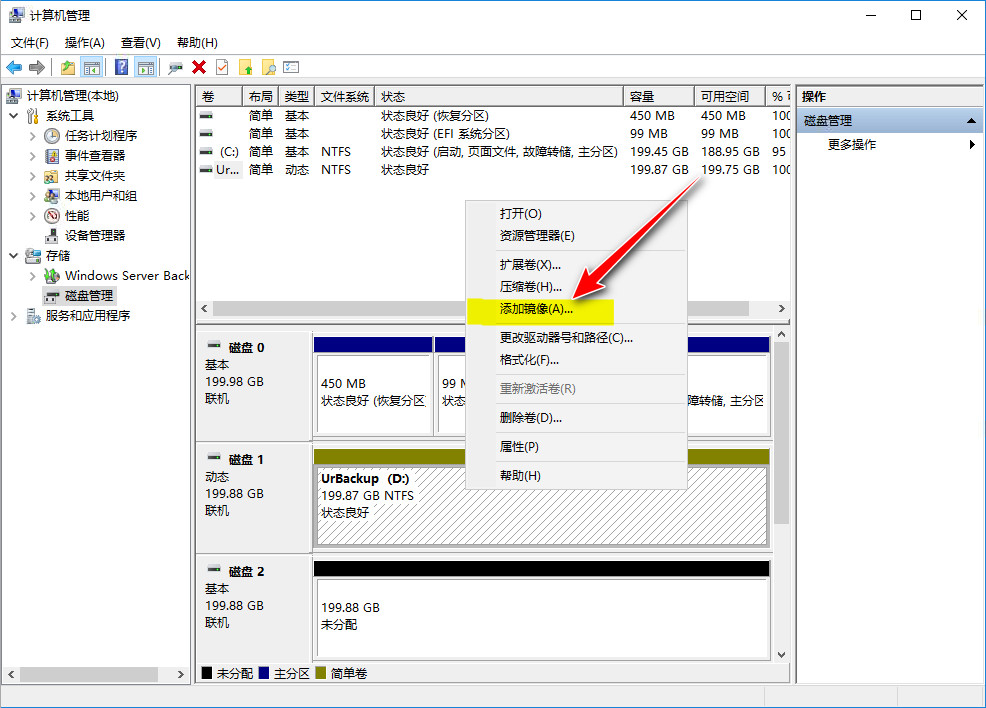 计算机管理
文件(F) 操作(A) 查看(V) 帮助(H)
计算机管理(本地)
系统工具
任务计划程序
事件查看器
共享文件夹
本地用户和组
性能
设备管理器
存储
Windows Server Back
磁盘管理
服务和应用程序
卷 布局 类型 文件系统 状态 容量 可用空间 %
简单 基本 状态良好 (恢复分区) 450 MB 450 MB 100
简单 基本 状态良好 (EFI 系统分区) 99 MB 99 MB 100
(C:) 简单 基本 NTFS 状态良好 (启动, 页面文件, 故障转储, 主分区) 199.45 GB 188.95 GB 95
Ur... 简单 动态 NTFS 状态良好 199.87 GB 199.75 GB 100
打开(O)
资源管理器(E)
扩展卷(X)...
压缩卷(H)...
添加镜像(A)...
更改驱动器号和路径(C)...
格式化(F)...
重新激活卷(R)
删除卷(D)...
属性(P)
帮助(H)
磁盘 0
基本
199.98 GB
联机
450 MB
状态良好 (恢复分区
99 M
状态
障转储, 主分区
磁盘 1
动态
199.88 GB
联机
UrBackup (D:)
199.87 GB NTFS
状态良好
磁盘 2
基本
199.88 GB
联机
199.88 GB
未分配
未分配 主分区 简单卷
操作
磁盘管理
更多操作